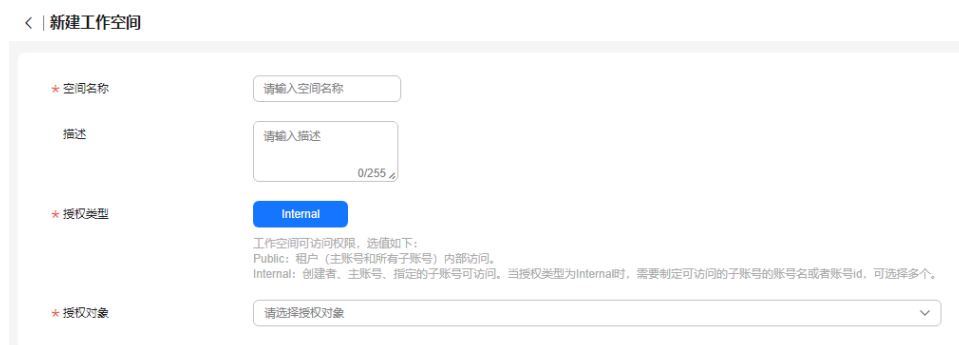 新建工作空间
* 空间名称 请输入空间名称
描述 请输入描述
0/255
* 授权类型 Internal
工作空间可访问权限，选值如下：
Public：租户（主账号和所有子账号）内部访问。
Internal：创建者、主账号、指定的子账号可访问。当授权类型为Internal时，需要制定可访问的子账号的账号名或者账号id，可选择多个。
* 授权对象 请选择授权对象